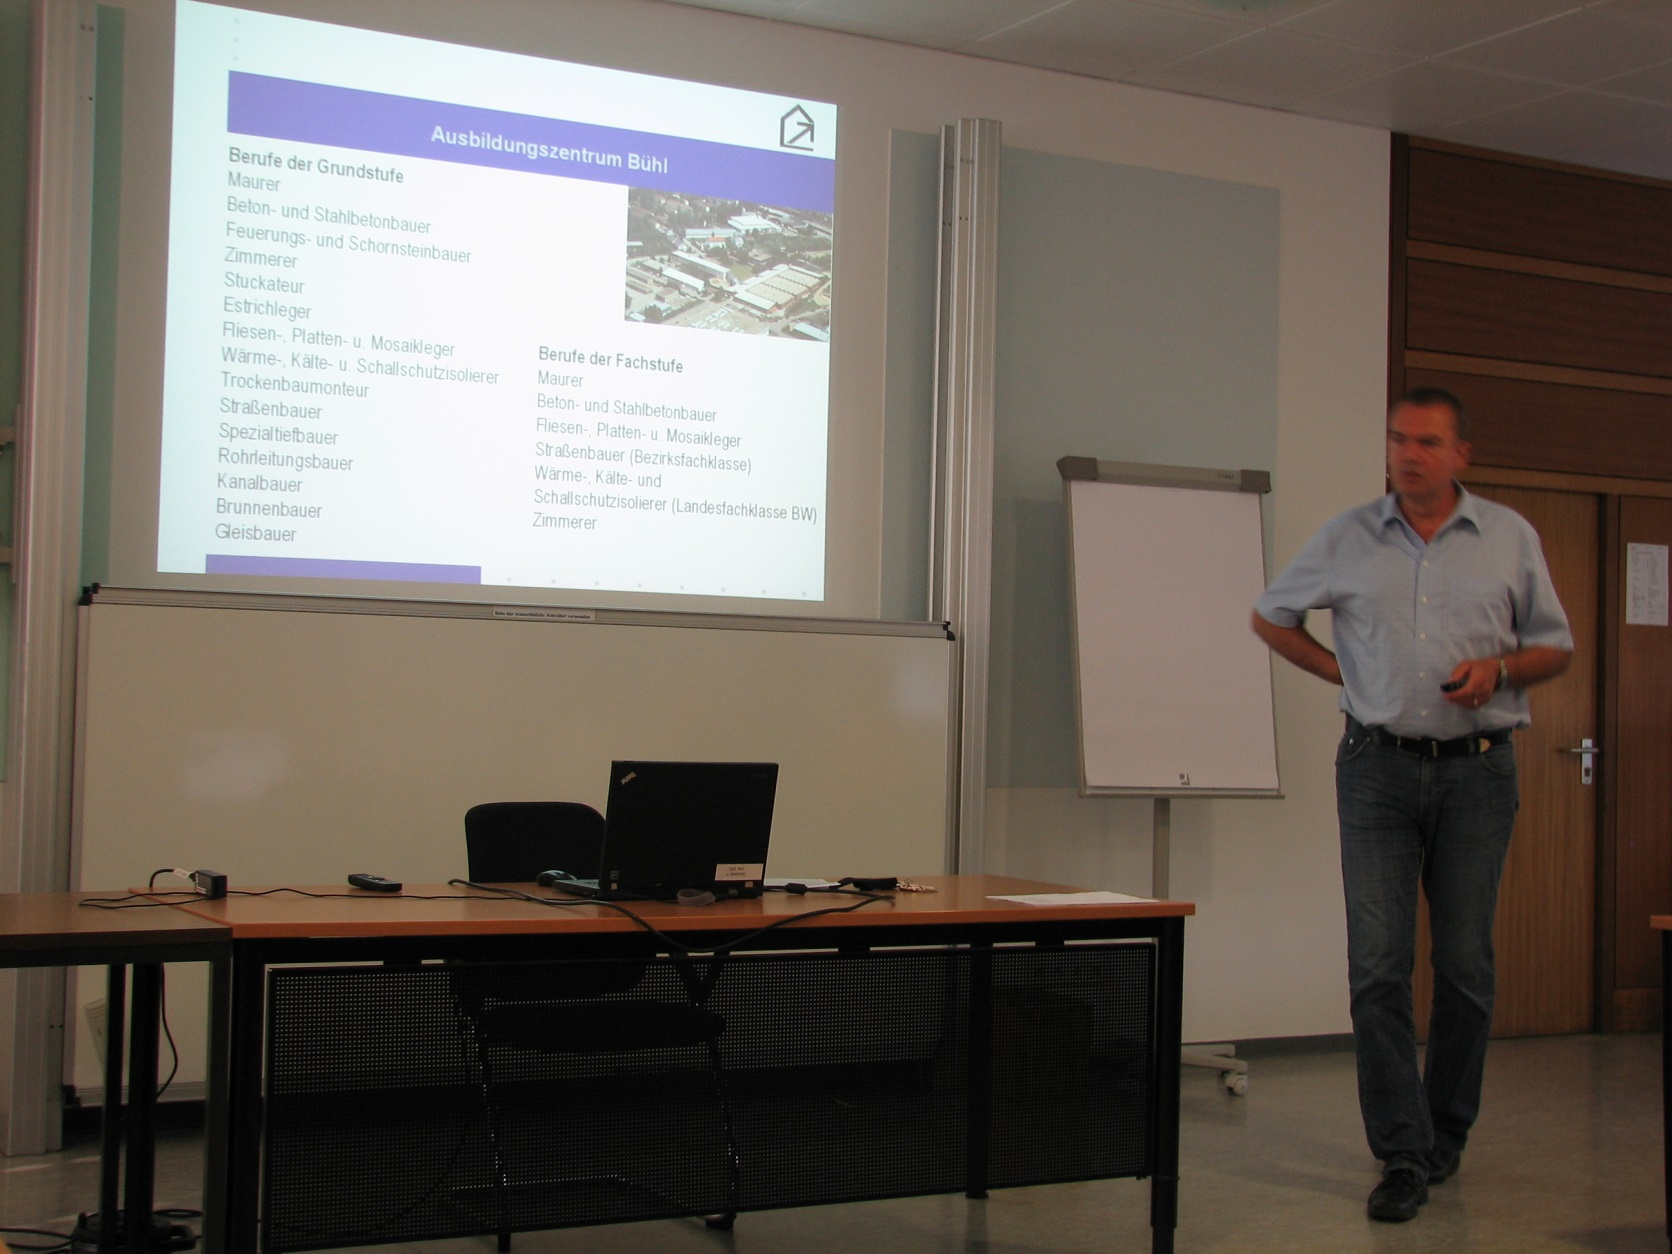 Ausbildungszentrum Bühl
Berufe der Grundstufe
Maurer
Beton- und Stahlbetonbauer
Feuerungs- und Schornsteinbauer
Zimmerer
Stuckateur
Estrichleger
Fliesen-, Platten- u. Mosaikleger
Wärme-, Kälte- u. Schallschutzisolierer
Trockenbaumonteur
Straßenbauer
Spezialtiefbauer
Rohrleitungsbauer
Kanalbauer
Brunnenbauer
Gleisbauer
Berufe der Fachstufe
Maurer
Beton- und Stahlbetonbauer
Fliesen-, Platten- u. Mosaikleger
Straßenbauer (Bezirksfachklasse)
Wärme-, Kälte- und
Schallschutzisolierer (Landesfachklasse BW)
Zimmerer